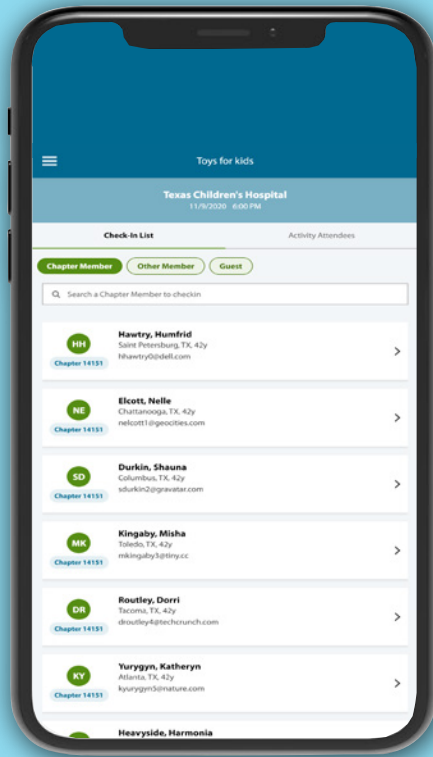 Toys for kids
Texas Children's Hospital
11/9/2020 6:00 PM
Check-In List
Activity Attendees
Chapter Member
Other Member
Guest
Search a Chapter Member to checkin
HH
Chapter 14151
Hawtry, Humfrid
Saint Petersburg, TX, 42y
hhawtry0@dell.com
NE
Chapter 14151
Elcott, Nelle
Chattanooga, TX, 42y
nelcott1@geocities.com
SD
Chapter 14151
Durkin, Shauna
Columbus, TX, 42y
sdurkin2@gravatar.com
MK
Chapter 14151
Kingaby, Misha
Toledo, TX, 42y
mkingaby3@tiny.cc
DR
Chapter 14151
Routley, Dorri
Tacoma, TX, 42y
droutley4@techcrunch.com
KY
Chapter 14151
Yurygyn, Katheryn
Atlanta, TX, 42y
kyurygyn5@nature.com
Heavyside, Harmonia